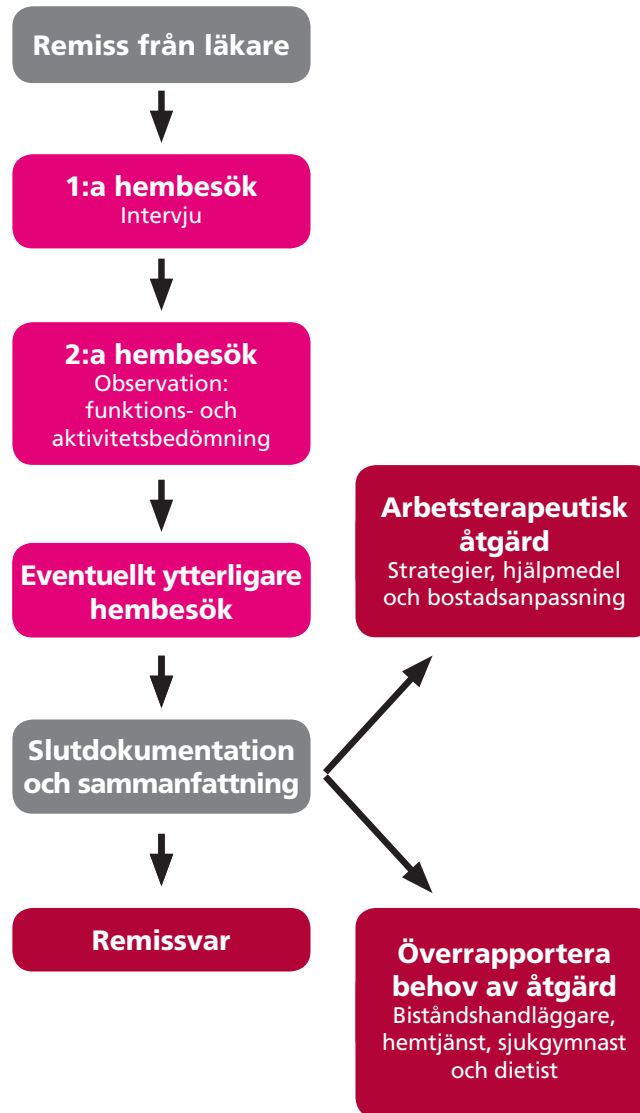 Remiss från läkare
1:a hembesök
Intervju
2:a hembesök
Observation:
funktions- och
aktivitetsbedömning
Eventuellt ytterligare
hembesök
Slutdokumentation
och sammanfattning
Remissvar
Arbetsterapeutisk
åtgärd
Strategier, hjälpmedel
och bostadsanpassning
Överrapportera
behov av åtgärd
Biståndshandläggare,
hemtjänst, sjukgymnast
och dietist